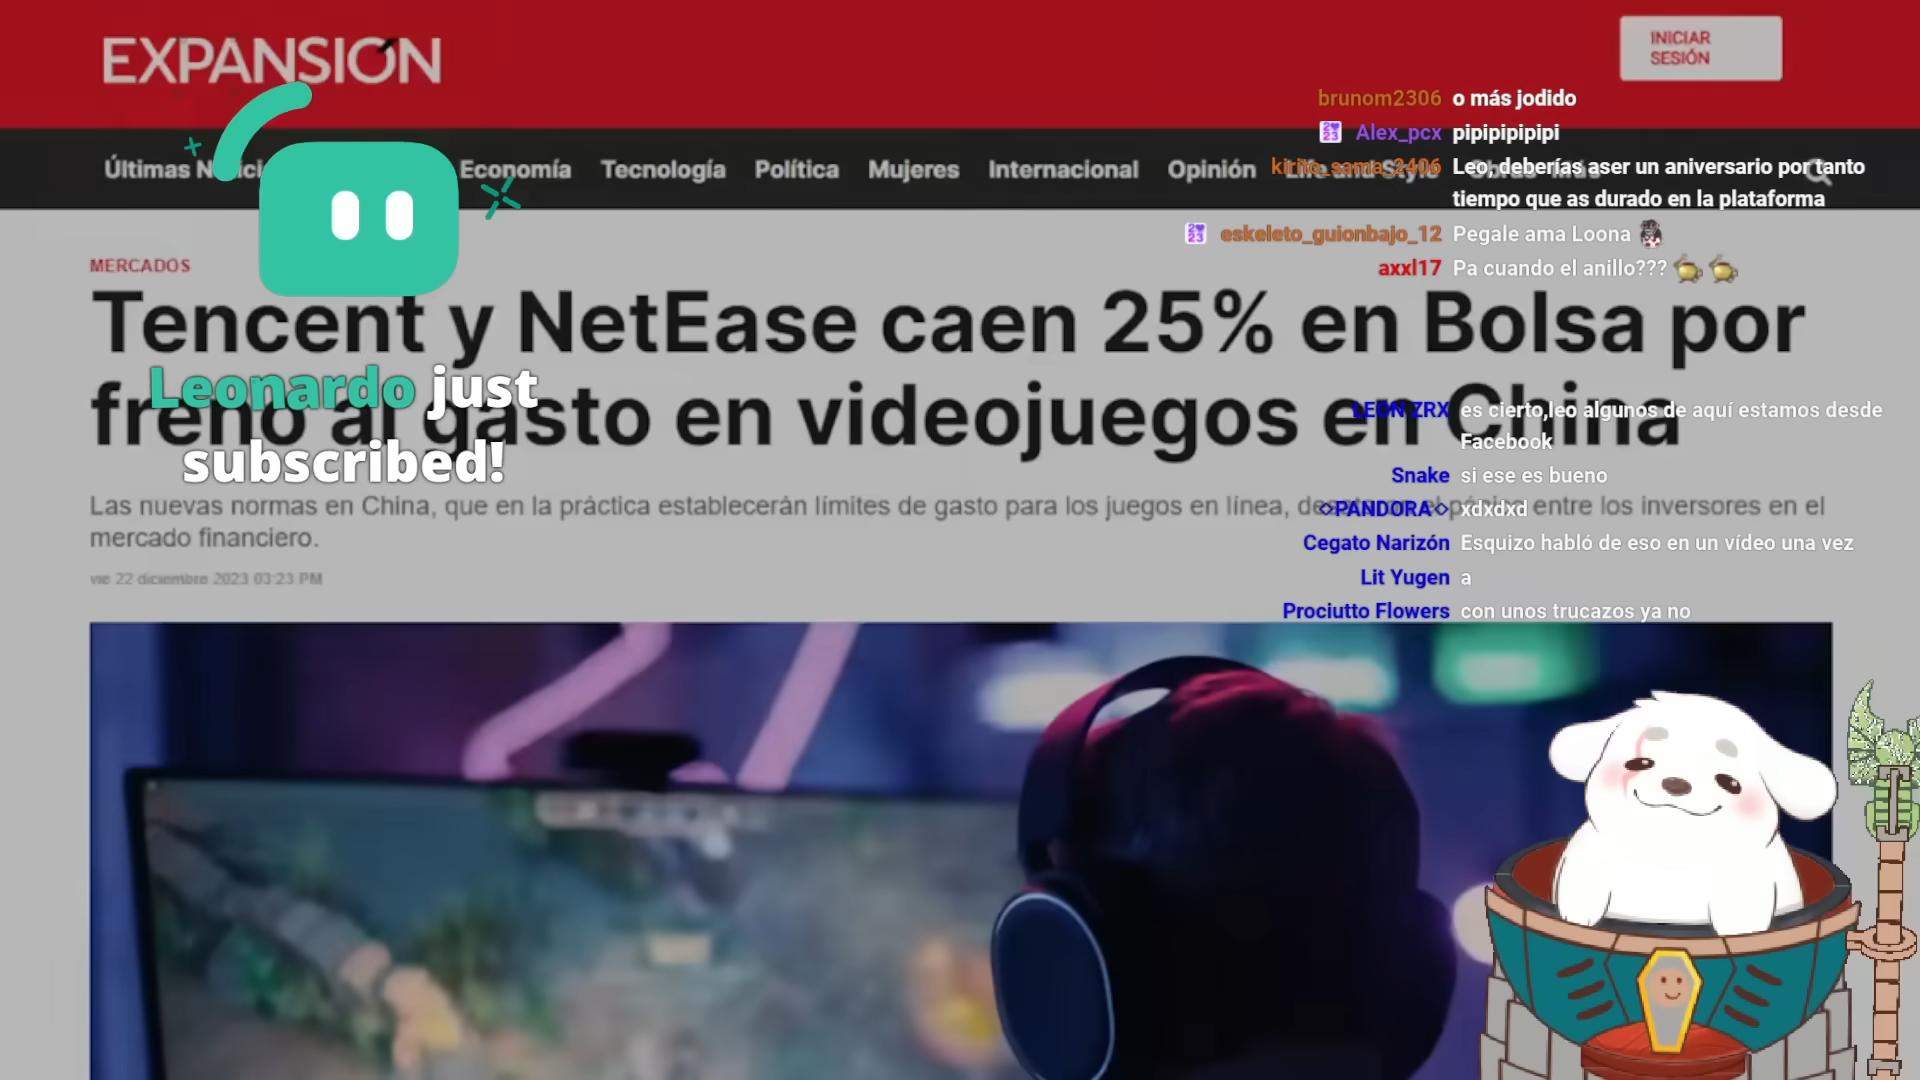 EXPANSIÓN
INICIAR
SESIÓN
Economía Tecnología Política Mujeres Internacional Opinión
MERCADOS
Tencent y NetEase caen 25% en Bolsa por
freno al gasto en videojuegos en China
Las nuevas normas en China, que en la práctica establecerán límites de gasto para los juegos en línea, entre los inversores en el
mercado financiero.
vie 22 diciembre 2023 03:23 PM
Leonardo just
subscribed!
brunom2306 o más jodido
Alex_pcx pipipipipipi
kirito_sama_2406 Leo, deberías aser un aniversario por tanto
tiempo que as durado en la plataforma
eskeleto_guionbajo_12 Pegale ama Loona
axxl17 Pa cuando el anillo???
LEON ZRX es cierto,leo algunos de aquí estamos desde
Facebook
Snake si ese es bueno
◇PANDORA◇ xdxdxd
Cegato Narizón Esquizo habló de eso en un vídeo una vez
Lit Yugen a
Prociutto Flowers con unos trucazos ya no